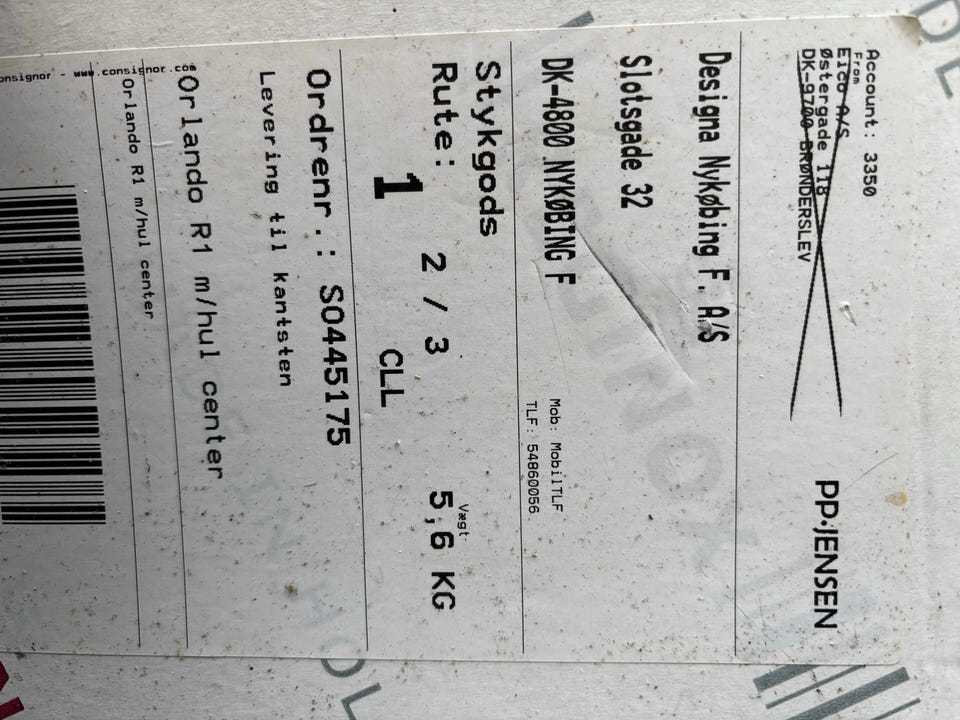 Account: 3350
From
Eico A/S
Østergade 118
DK-9700 BRØNDERSLEV
PP·JENSEN
Designa Nykøbing F. A/S
Slotsgade 32
DK-4800 NYKØBING F
Mob: MobilTLF
TLF: 54860056
Stykgods
Rute: 2 / 3
Vægt
5,6 KG
1
CLL
Ordrenr.: SO445175
Levering til kantsten
Orlando R1 m/hul center
Orlando R1 m/hul center
onsignor - www.consignor.com